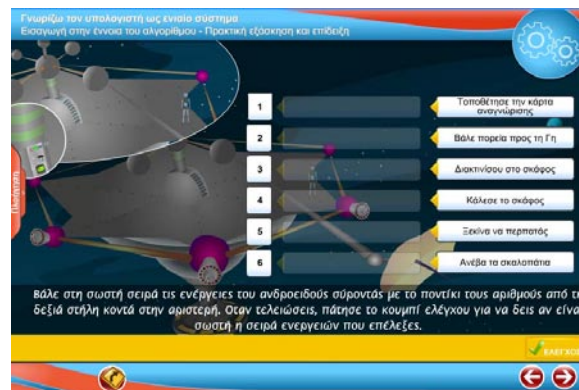 Γνωρίζω τον υπολογιστή ως ενιαίο σύστημα
Εισαγωγή στην έννοια του αλγορίθμου - Πρακτική εξάσκηση και επίδειξη
1
Τοποθέτησε την κάρτα
αναγνώρισης
2
Βάλε πορεία προς τη Γη
3
Διακτινίσου στο σκάφος
4
Κάλεσε το σκάφος
5
Ξεκίνα να περπατάς
6
Ανέβα τα σκαλοπάτια
Πλοήγηση
Βάλε στη σωστή σειρά τις ενέργειες του ανδροειδούς σύροντάς με το ποντίκι τους αριθμούς από τη
δεξιά στήλη κοντά στην αριστερή. Όταν τελειώσεις, πάτησε το κουμπί ελέγχου για να δεις αν είναι
σωστή η σειρά ενεργειών που επέλεξες.
ΕΛΕΓΧΟΣ